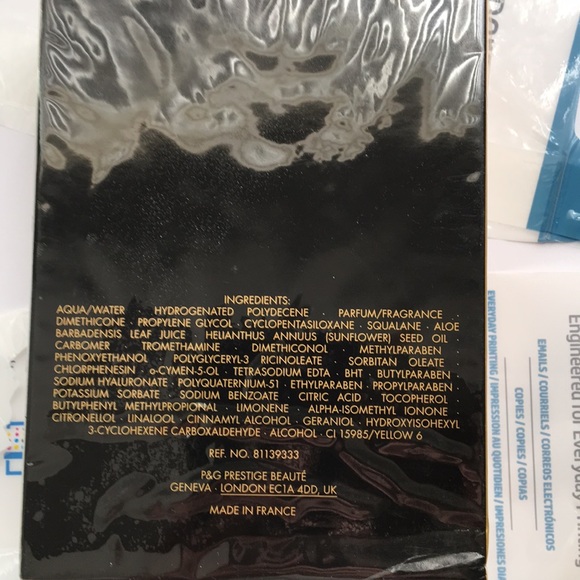 INGREDIENTS:
AQUA/WATER · HYDROGENATED POLYDECENE · PARFUM/FRAGRANCE ·
DIMETHICONE · PROPYLENE GLYCOL · CYCLOPENTASILOXANE · SQUALANE · ALOE
BARBADENSIS LEAF JUICE · HELIANTHUS ANNUUS (SUNFLOWER) SEED OIL
CARBOMER · TROMETHAMINE · DIMETHICONOL · METHYLPARABEN
PHENOXYETHANOL · POLYGLYCERYL-3 RICINOLEATE · SORBITAN OLEATE
CHLORPHENESIN · o-CYMEN-5-OL · TETRASODIUM EDTA · BHT · BUTYLPARABEN
SODIUM HYALURONATE · POLYQUATERNIUM-51 · ETHYLPARABEN · PROPYLPARABEN ·
POTASSIUM SORBATE · SODIUM BENZOATE · CITRIC ACID · TOCOPHEROL
BUTYLPHENYL METHYLPROPIONAL · LIMONENE · ALPHA-ISOMETHYL IONONE
CITRONELLOL · LINALOOL · CINNAMYL ALCOHOL · GERANIOL · HYDROXYISOHEXYL
3-CYCLOHEXENE CARBOXALDEHYDE · ALCOHOL · CI 15985/YELLOW 6
REF. NO. 81139333
P&G PRESTIGE BEAUTÉ
GENEVA · LONDON EC1A 4DD, UK
MADE IN FRANCE
Engineered for Everyday
EMAILS / COURRIELS / CORREOS ELECTRÓNICOS
COPIES / COPIES / COPIAS
EVERYDAY PRINTING / IMPRESSION AU QUOTIDIEN / IMPRESIONES